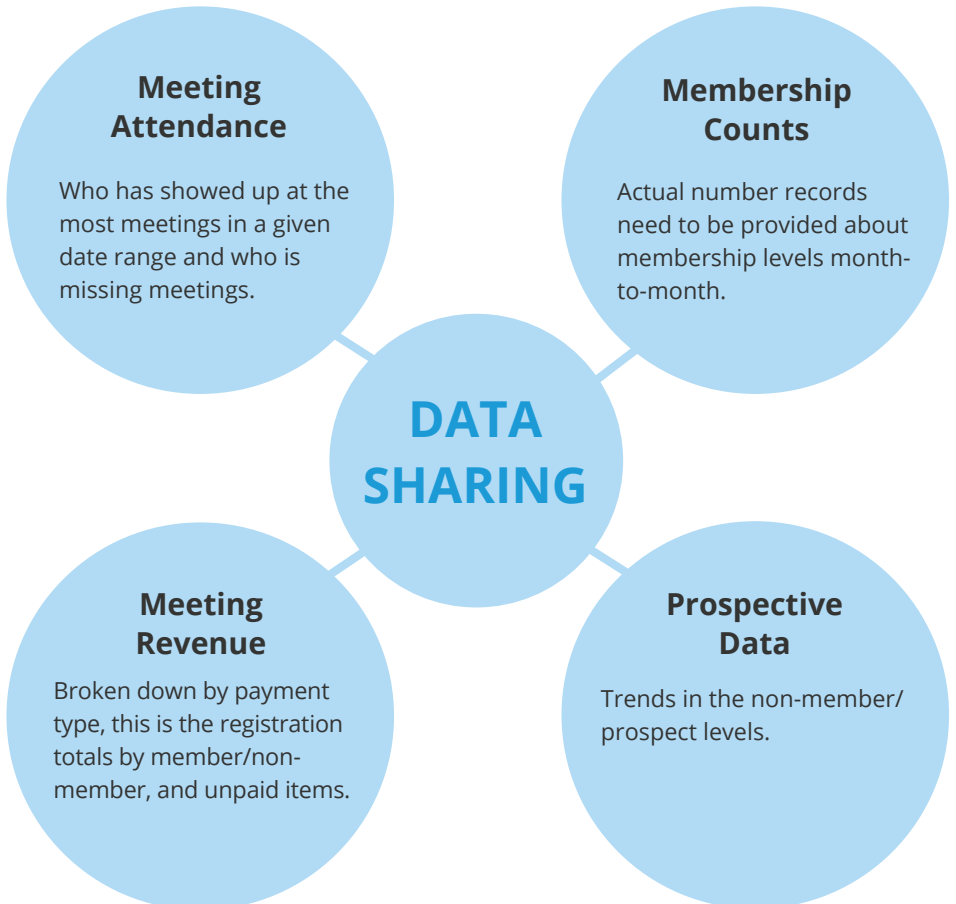 Meeting
Attendance
Who has showed up at the
most meetings in a given
date range and who is
missing meetings.
Membership
Counts
Actual number records
need to be provided about
membership levels month-
to-month.
DATA
SHARING
Meeting
Revenue
Broken down by payment
type, this is the registration
totals by member/non-
member, and unpaid items.
Prospective
Data
Trends in the non-member/
prospect levels.